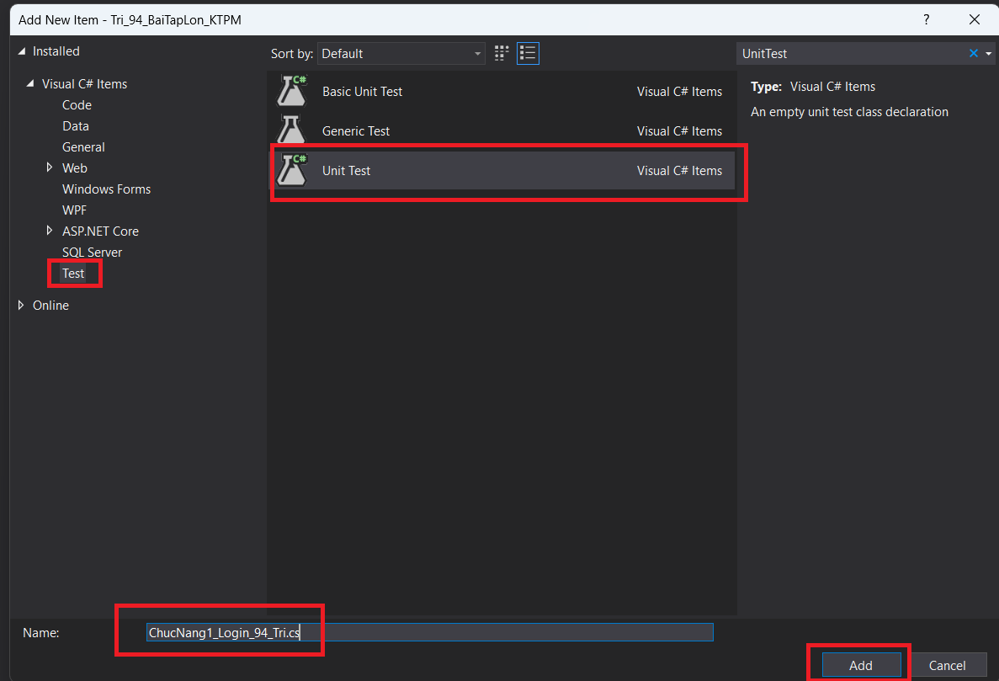 Add New Item - Tri_94_BaiTapLon_KTPM ?
Installed
Visual C# Items
Code
Data
General
Web
Windows Forms
WPF
ASP.NET Core
SQL Server
Test
Online
Sort by: Default
C# Basic Unit Test Visual C# Items
Generic Test Visual C# Items
C# Unit Test Visual C# Items
UnitTest
Type: Visual C# Items
An empty unit test class declaration
Name: ChucNang1_Login_94_Tri.cs
Add Cancel